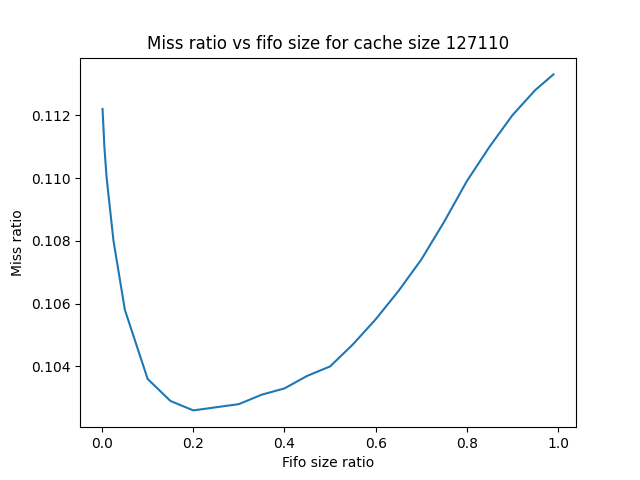 Miss ratio vs fifo size for cache size 127110
0.112
0.110
0.108
0.106
0.104
Miss ratio
0.0 0.2 0.4 0.6 0.8 1.0
Fifo size ratio